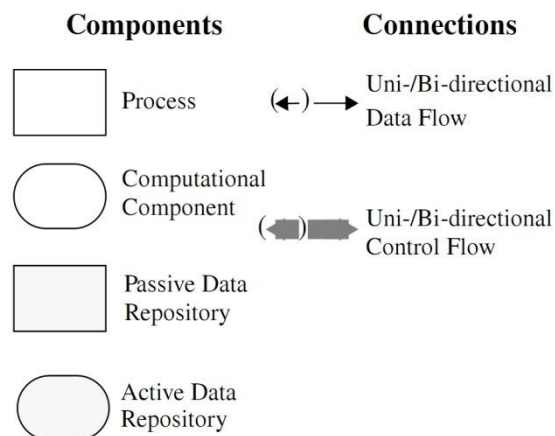 Components
Process
Computational
Component
Passive Data
Repository
Active Data
Repository
Connections
( )
Uni-/Bi-directional
Data Flow
( )
Uni-/Bi-directional
Control Flow